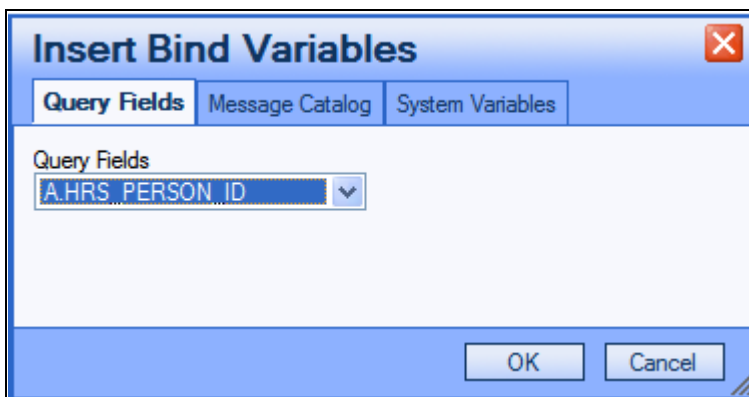 Insert Bind Variables
Query Fields Message Catalog System Variables
Query Fields
A.HRS_PERSON_ID
OK Cancel